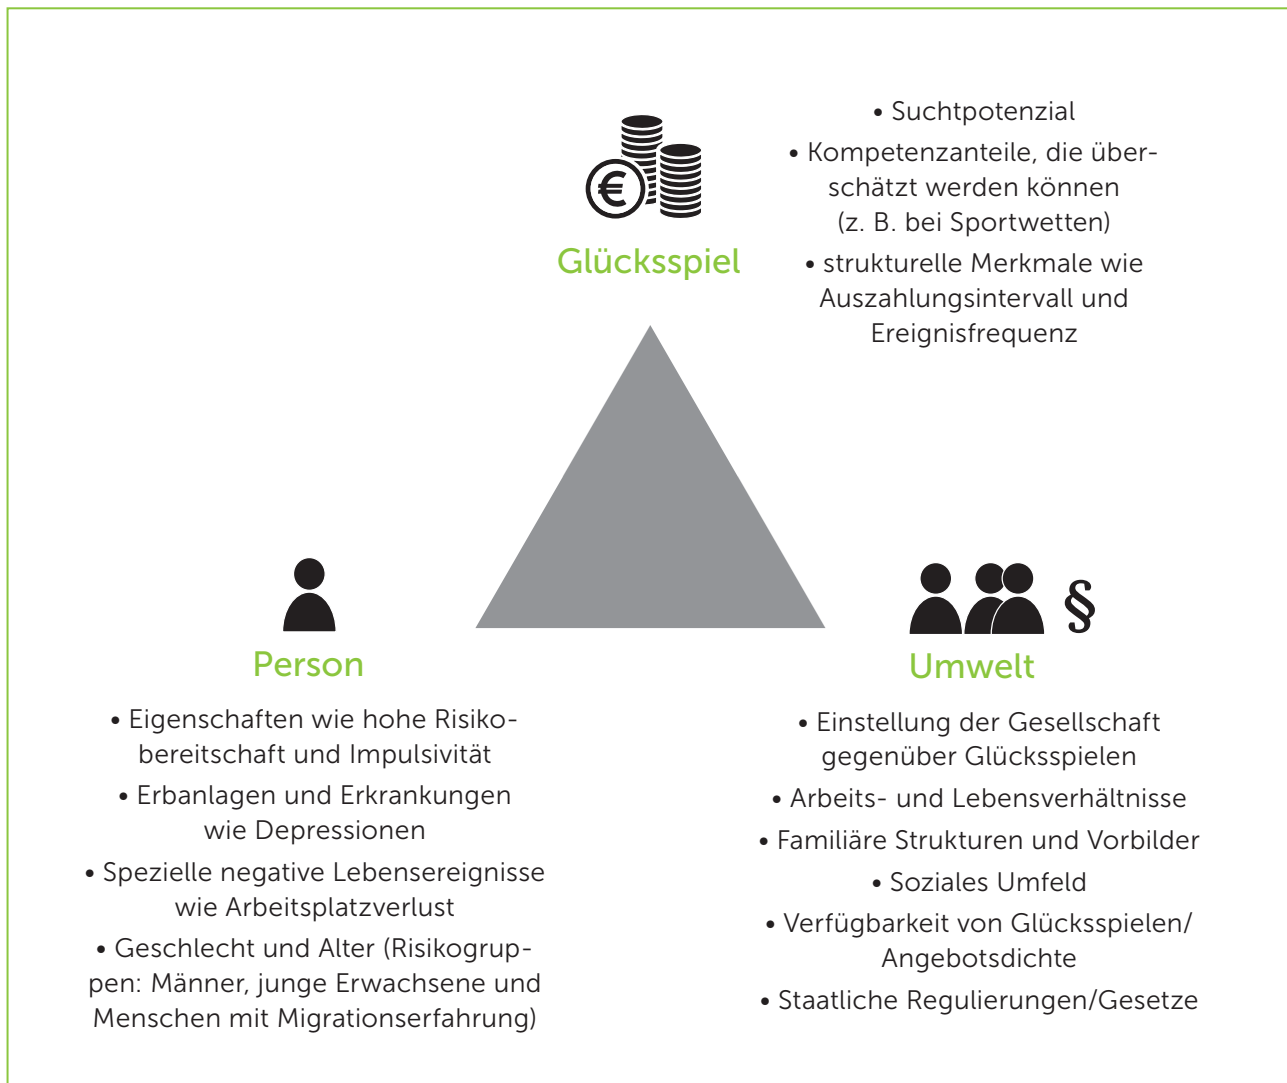 • Suchtpotenzial
• Kompetenzanteile, die über-
schätzt werden können
(z. B. bei Sportwetten)
• strukturelle Merkmale wie
Auszahlungsintervall und
Ereignisfrequenz
€
Glücksspiel
Person
• Eigenschaften wie hohe Risiko-
bereitschaft und Impulsivität
• Erbanlagen und Erkrankungen
wie Depressionen
• Spezielle negative Lebensereignisse
wie Arbeitsplatzverlust
• Geschlecht und Alter (Risikogrup-
pen: Männer, junge Erwachsene und
Menschen mit Migrationserfahrung)
§
Umwelt
• Einstellung der Gesellschaft
gegenüber Glücksspielen
• Arbeits- und Lebensverhältnisse
• Familiäre Strukturen und Vorbilder
• Soziales Umfeld
• Verfügbarkeit von Glücksspielen/
Angebotsdichte
• Staatliche Regulierungen/Gesetze